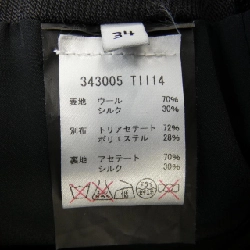 34
343005 T1114
表地 ウール 70%
シルク 30%
別布 トリアセテート 72%
ポリエステル 28%
裏地 アセテート 70%
シルク 30%